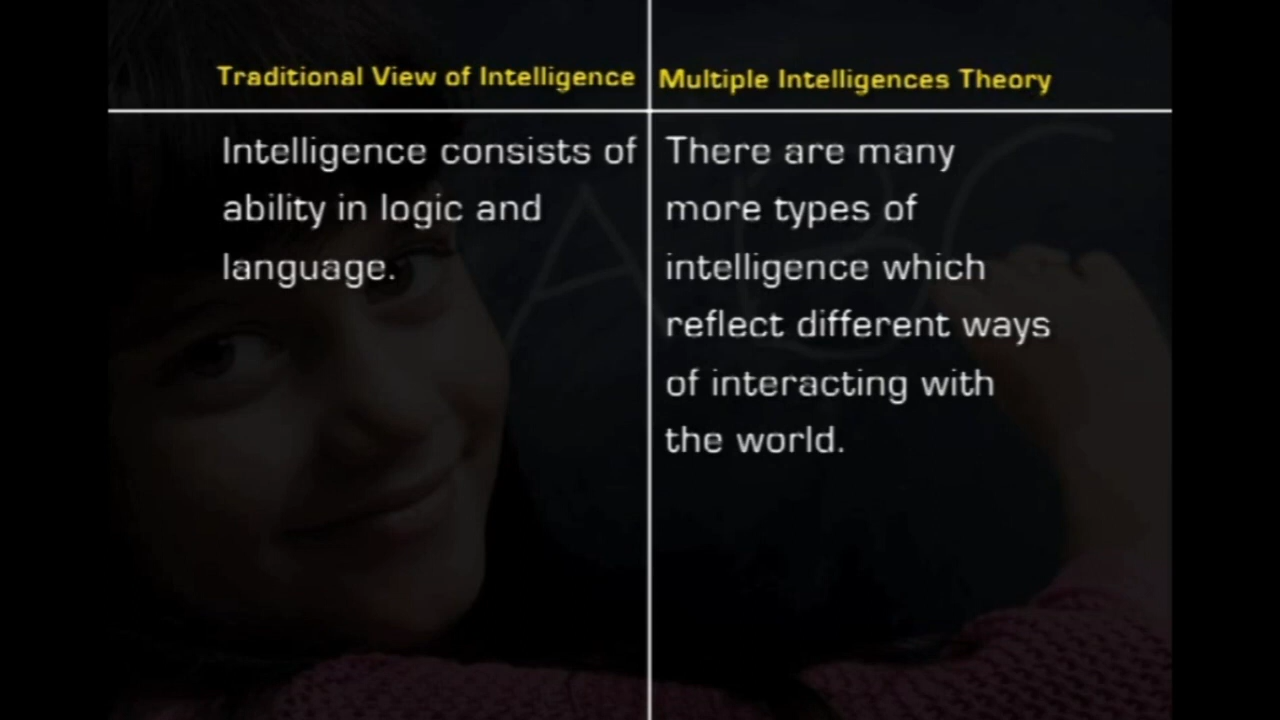 Traditional View of Intelligence
Intelligence consists of
ability in logic and
language.
Multiple Intelligences Theory
There are many
more types of
intelligence which
reflect different ways
of interacting with
the world.
A B C